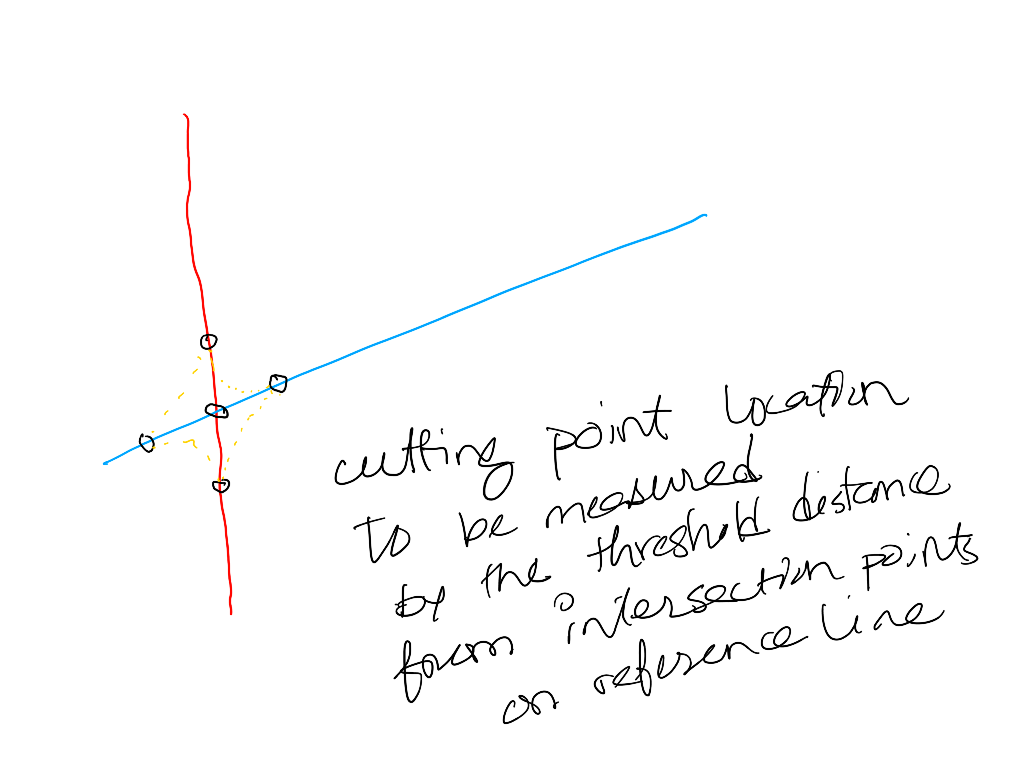 cutting point location
to be measured
by the threshold distance
from intersection points
on reference line